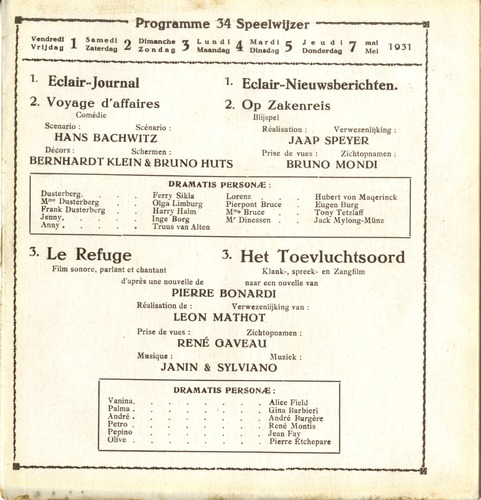 Programme 34 Speelwijzer
Vendredi Vrijdag 1 Samedi Zaterdag 2 Dimanche Zondag 3 Lundi Maandag 4 Mardi Dinsdag 5 Jeudi Donderdag 7 mai Mei 1931
1. Eclair-Journal
1. Eclair-Nieuwsberichten.
2. Voyage d'affaires
2. Op Zakenreis
Comédie
Blijspel
Scenario : Scénario :
Réalisation : Verwezenlijking :
HANS BACHWITZ
JAAP SPEYER
Décors : Schermen :
Prise de vues : Zichtopnamen :
BERNHARDT KLEIN & BRUNO HUTS
BRUNO MONDI
DRAMATIS PERSONÆ :
Dusterberg. . . . Ferry Sikla
Mme Dusterberg . . Olga Limburg
Frank Dusterberg . . Harry Halm
Jenny. . . . Inge Borg
Anny . . . . Truus van Alten
Lorenz . . . Hubert von Maqerinck
Pierpont Bruce . . Eugen Burg
Mme Bruce . . Tony Tetzlaff
Mr Dinessen . . Jack Mylong-Münz
3. Le Refuge
3. Het Toevluchtsoord
Film sonore, parlant et chantant
Klank-, spreek- en Zangfilm
d'après une nouvelle de naar een novelle van
PIERRE BONARDI
Réalisation de : Verwezenlijking van :
LEON MATHOT
Prise de vues : Zichtopnamen :
RENÉ GAVEAU
Musique : Muziek :
JANIN & SYLVIANO
DRAMATIS PERSONÆ :
Vanina. . . . . . . Alice Field
Palma . . . . . . . Gina Barbieri
André . . . . . . . André Burgère
Petro . . . . . . . René Montis
Pepino . . . . . . . Jean Fay
Olive . . . . . . . Pierre Étchepare